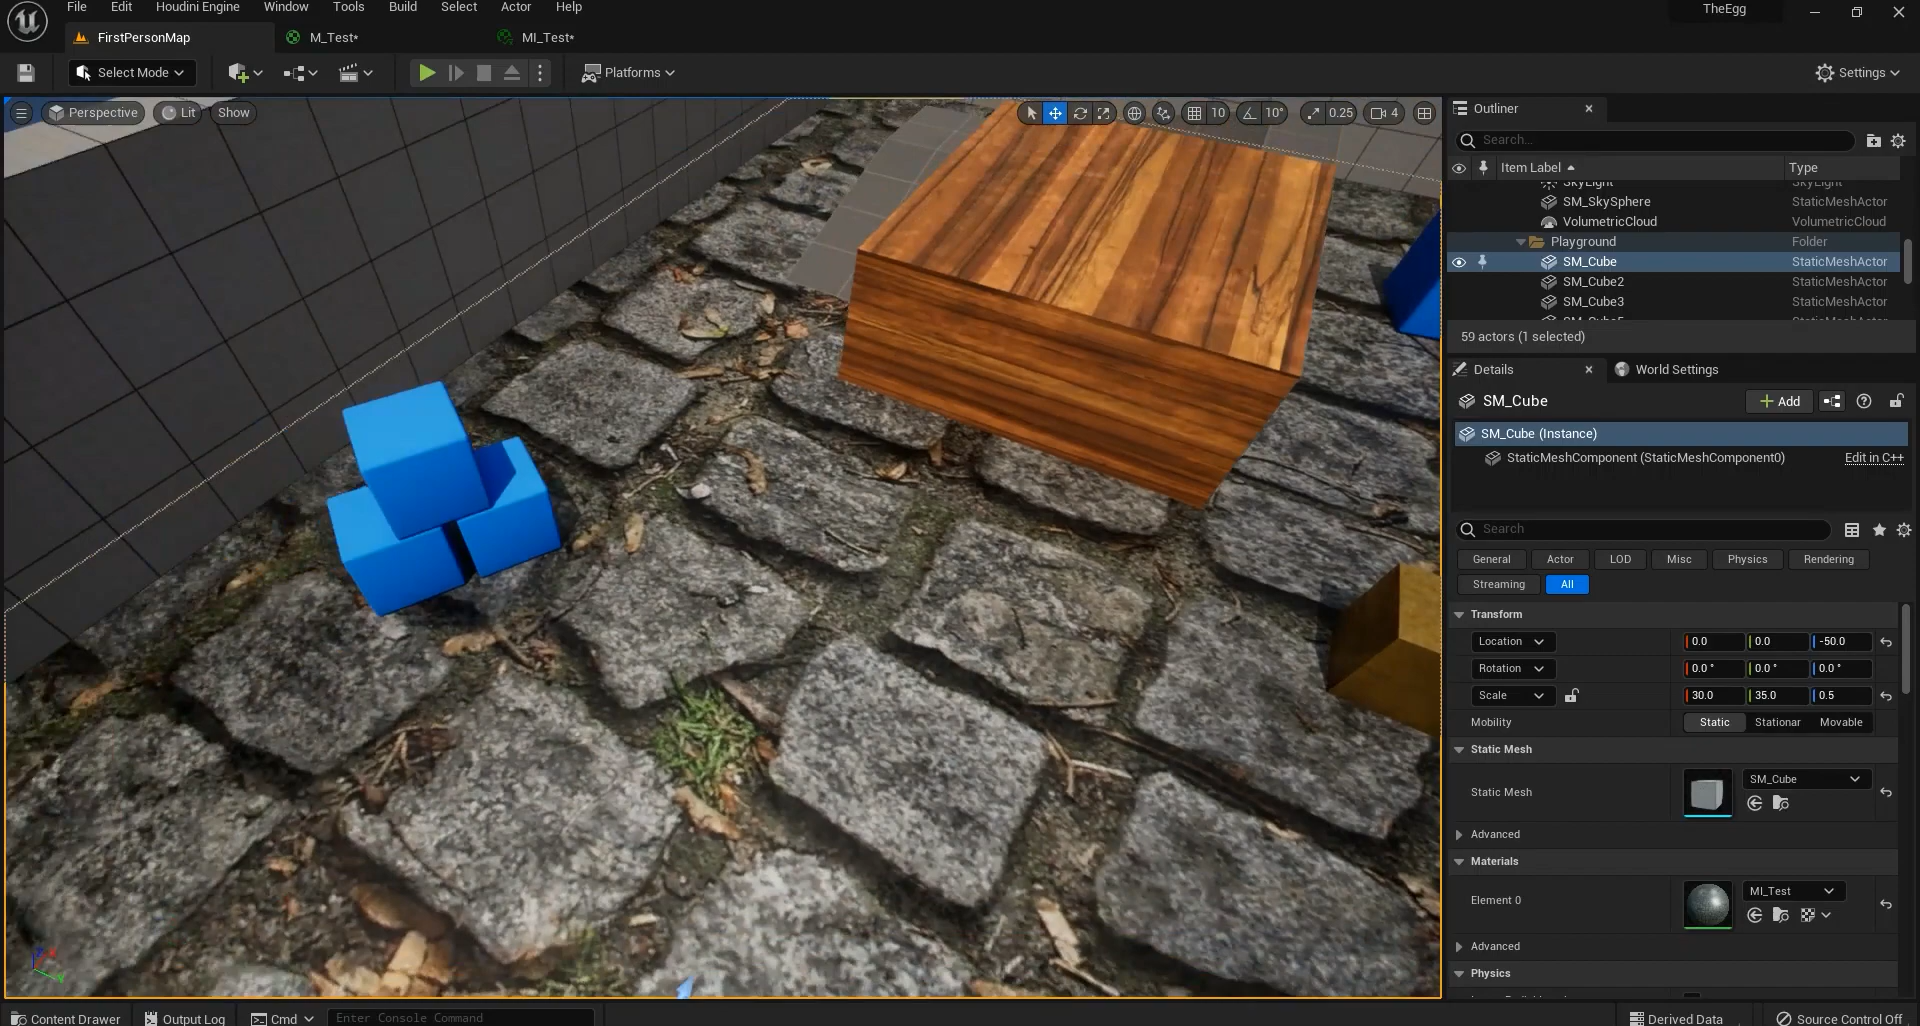 File Edit Houdini Engine Window Tools Build Select Actor Help
TheEgg
FirstPersonMap M_Test* MI_Test*
Select Mode Platforms Settings
Perspective Lit Show 10 10° 0.25 4
Outliner
Search...
Item Label Type
SkyLight SkyLight
SM_SkySphere StaticMeshActor
VolumetricCloud VolumetricCloud
Playground Folder
SM_Cube StaticMeshActor
SM_Cube2 StaticMeshActor
SM_Cube3 StaticMeshActor
59 actors (1 selected)
Details World Settings
SM_Cube Add
SM_Cube (Instance)
StaticMeshComponent (StaticMeshComponent0) Edit in C++
Search
General Actor LOD Misc Physics Rendering
Streaming All
Transform
Location 0.0 0.0 -50.0
Rotation 0.0 ° 0.0 ° 0.0 °
Scale 30.0 35.0 0.5
Mobility Static Stationar Movable
Static Mesh
SM_Cube
Static Mesh
Advanced
Materials
MI_Test
Element 0
Advanced
Physics
Content Drawer Output Log Cmd Enter Console Command Derived Data Source Control Off